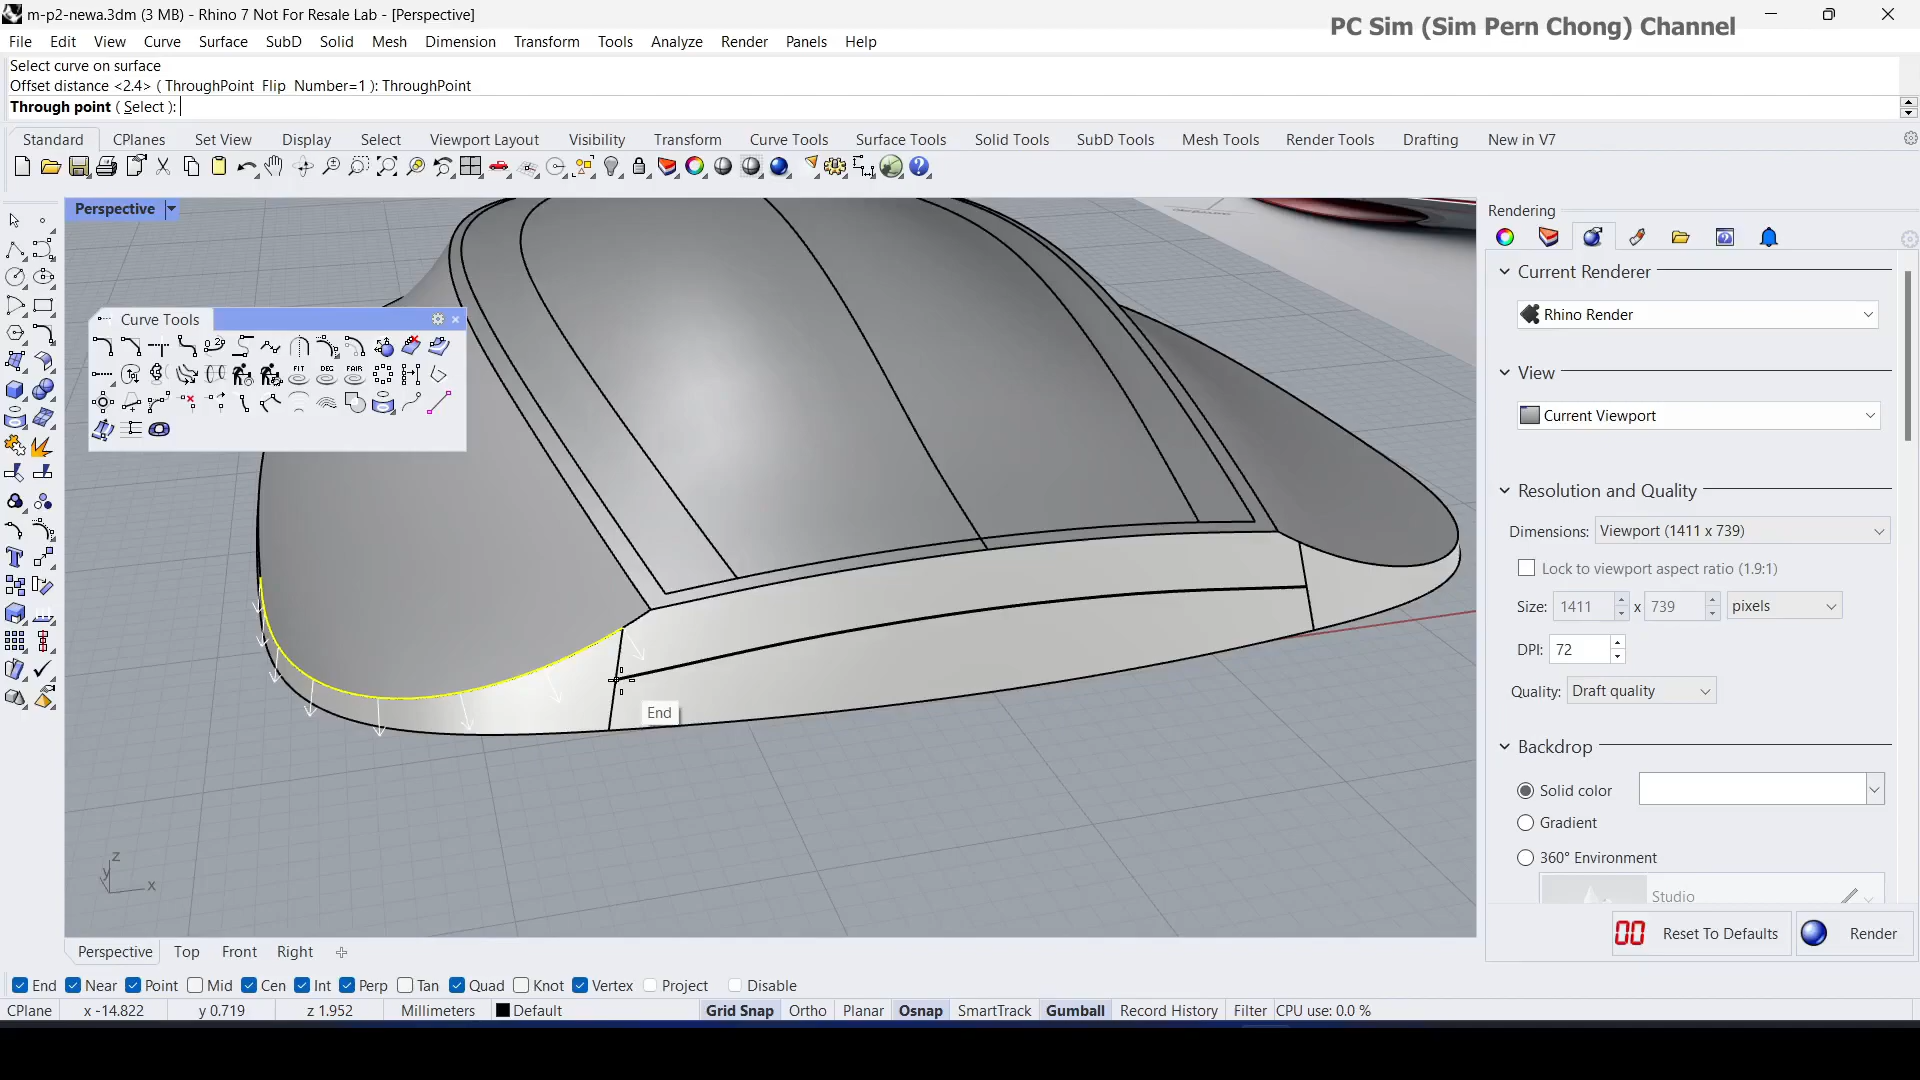 m-p2-newa.3dm (3 MB) - Rhino 7 Not For Resale Lab - [Perspective]
PC Sim (Sim Pern Chong) Channel
File Edit View Curve Surface SubD Solid Mesh Dimension Transform Tools Analyze Render Panels Help
Select curve on surface
Offset distance <2.4> ( ThroughPoint Flip Number=1 ): ThroughPoint
Through point ( Select ):
Standard CPlanes Set View Display Select Viewport Layout Visibility Transform Curve Tools Surface Tools Solid Tools SubD Tools Mesh Tools Render Tools Drafting New in V7
Perspective
Rendering
Current Renderer
Curve Tools
Rhino Render
View
Current Viewport
FIT DEG FAIR
Resolution and Quality
Dimensions: Viewport (1411 x 739)
Lock to viewport aspect ratio (1.9:1)
Size: 1411 x 739 pixels
DPI: 72
Quality: Draft quality
End
Backdrop
Solid color
Gradient
360° Environment
Studio
z
y
x
Reset To Defaults
Render
Perspective Top Front Right
End Near Point Mid Cen Int Perp Tan Quad Knot Vertex Project Disable
CPlane x -14.822 y 0.719 z 1.952 Millimeters Default Grid Snap Ortho Planar Osnap SmartTrack Gumball Record History Filter CPU use: 0.0 %